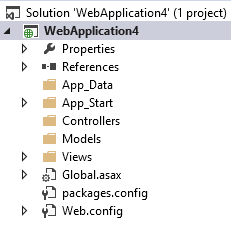 Solution 'WebApplication4' (1 project)
WebApplication4
Properties
References
App_Data
App_Start
Controllers
Models
Views
Global.asax
packages.config
Web.config